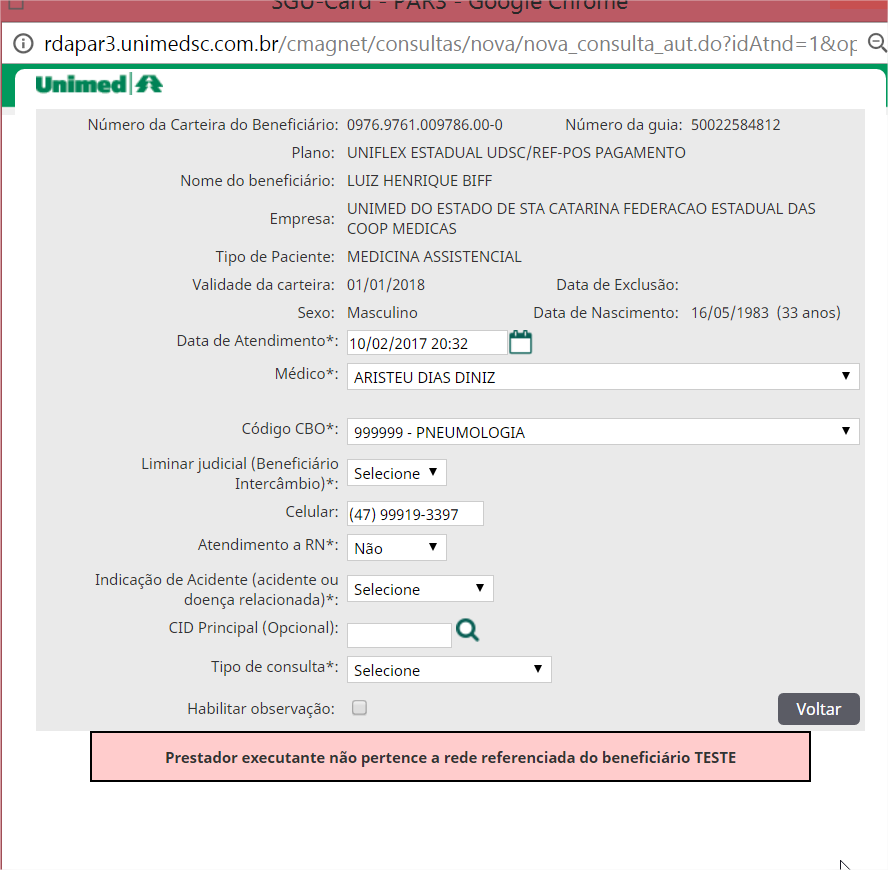 SGU-Card - PAR3 - Google Chrome
rdapar3.unimedsc.com.br/cmagnet/consultas/nova/nova_consulta_aut.do?idAtnd=1&op
Unimed
Número da Carteira do Beneficiário: 0976.9761.009786.00-0 Número da guia: 50022584812
Plano: UNIFLEX ESTADUAL UDSC/REF-POS PAGAMENTO
Nome do beneficiário: LUIZ HENRIQUE BIFF
Empresa: UNIMED DO ESTADO DE STA CATARINA FEDERACAO ESTADUAL DAS
COOP MEDICAS
Tipo de Paciente: MEDICINA ASSISTENCIAL
Validade da carteira: 01/01/2018 Data de Exclusão:
Sexo: Masculino Data de Nascimento: 16/05/1983 (33 anos)
Data de Atendimento*: 10/02/2017 20:32
Médico*: ARISTEU DIAS DINIZ
Código CBO*: 999999 - PNEUMOLOGIA
Liminar judicial (Beneficiário
Intercâmbio)*: Selecione
Celular: (47) 99919-3397
Atendimento a RN*: Não
Indicação de Acidente (acidente ou
doença relacionada)*: Selecione
CID Principal (Opcional):
Tipo de consulta*: Selecione
Habilitar observação:
Voltar
Prestador executante não pertence a rede referenciada do beneficiário TESTE